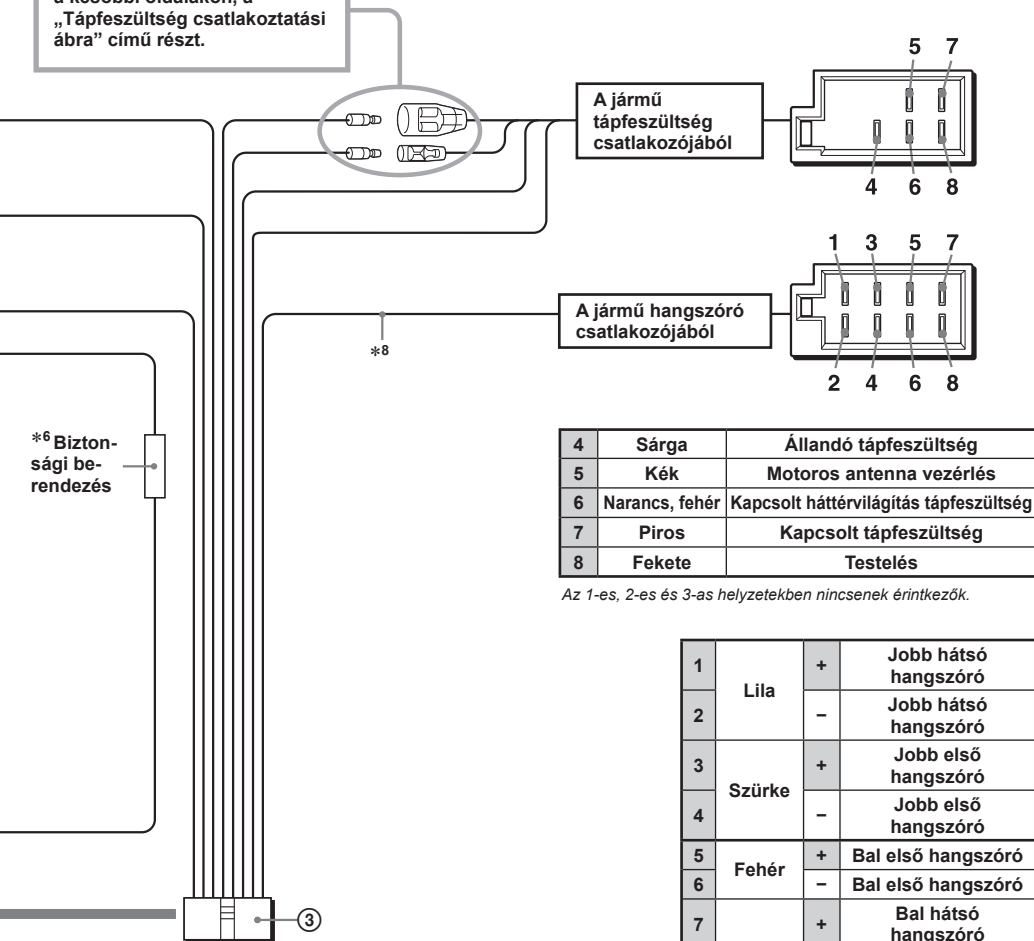 a későbbi oldalakon, a
„Tápfeszültség csatlakoztatási
ábra” című részt.
5 7
A jármű
tápfeszültség
csatlakozójából
4 6 8
1 3 5 7
A jármű hangszóró
csatlakozójából
*8
2 4 6 8
*6 Bizton-
sági be-
rendezés
4 Sárga Állandó tápfeszültség
5 Kék Motoros antenna vezérlés
6 Narancs, fehér Kapcsolt háttérvilágítás tápfeszültség
7 Piros Kapcsolt tápfeszültség
8 Fekete Testelés
Az 1-es, 2-es és 3-as helyzetekben nincsenek érintkezők.
1 Lila + Jobb hátsó
hangszóró
2 − Jobb hátsó
hangszóró
3 Szürke + Jobb első
hangszóró
4 − Jobb első
hangszóró
5 Fehér + Bal első hangszóró
6 − Bal első hangszóró
7 + Bal hátsó
hangszóró
③